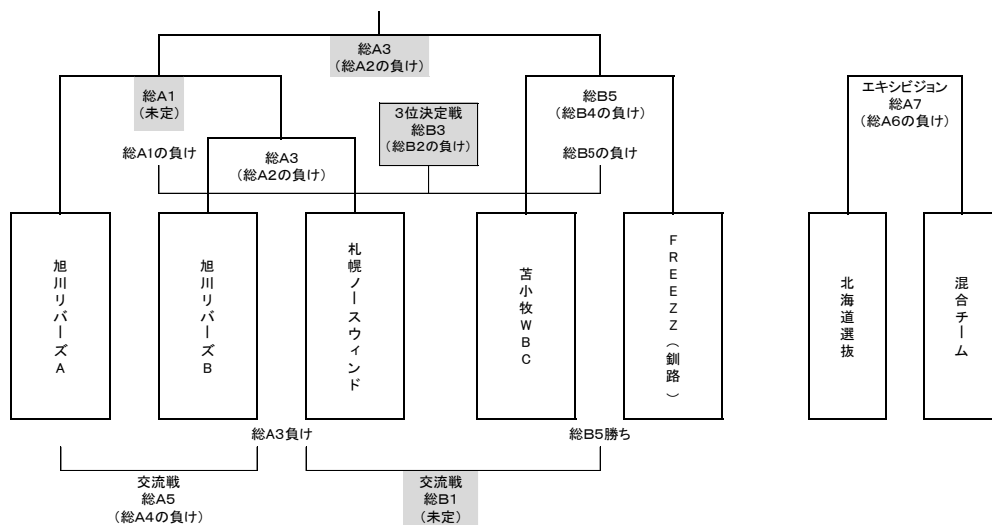 総A3
(総A2の負け)
総A1
(未定)
3位決定戦
総B3
(総B2の負け)
総B5
(総B4の負け)
エキシビジョン
総A7
(総A6の負け)
総A1の負け
総A3
(総A2の負け)
総B5の負け
旭川リバーズA
旭川リバーズB
札幌ノースウィンド
苫小牧WBC
FREEZZ(釧路)
北海道選抜
混合チーム
総A3負け
総B5勝ち
交流戦
総A5
(総A4の負け)
交流戦
総B1
(未定)